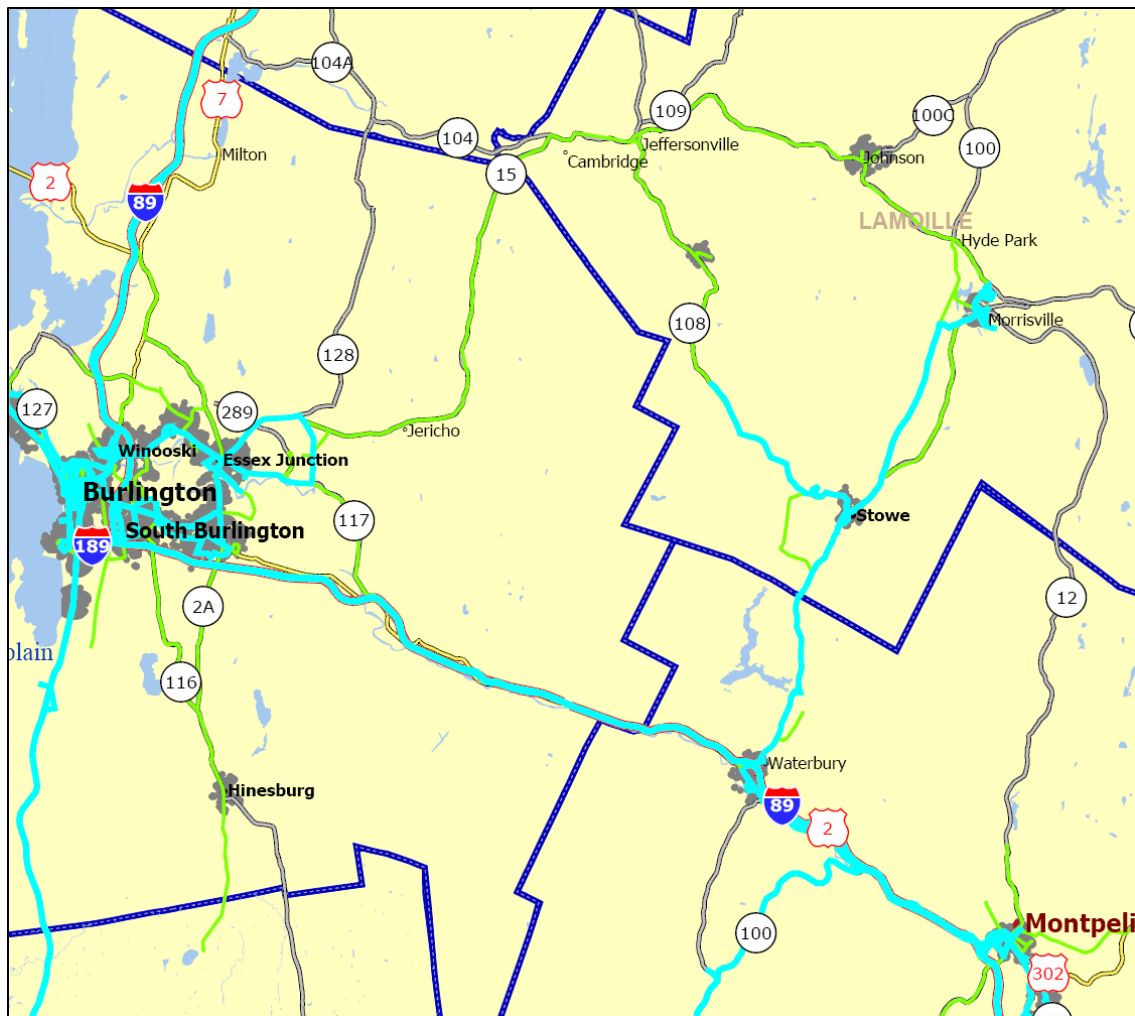 104A
7
109
100C
104
Jeffersonville
Milton
Cambridge
Johnson
100
2
15
89
LAMOILLE
Hyde Park
108
Morrisville
128
127
289
Jericho
Winooski
Essex Junction
Burlington
117
Stowe
South Burlington
189
2A
12
plain
116
Waterbury
Hinesburg
89
2
100
Montpeli
302